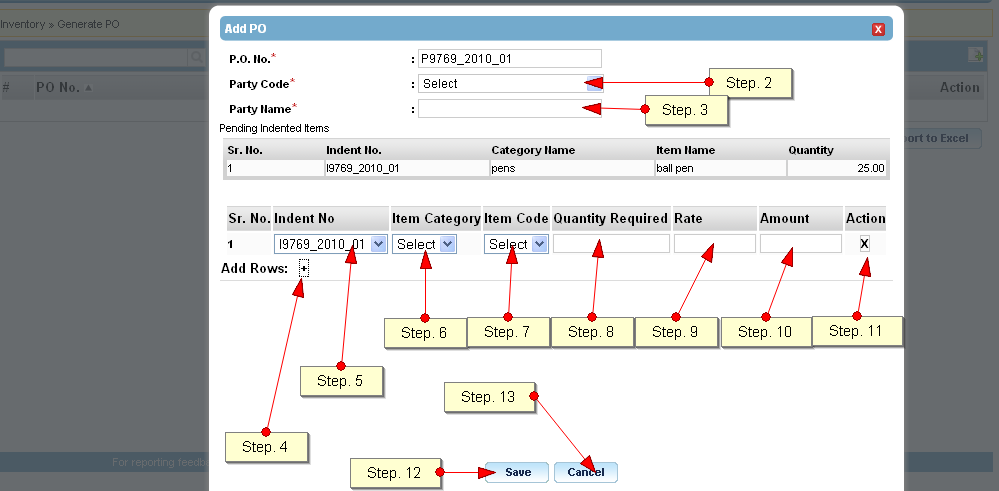 Inventory » Generate PO
Add PO
X
P.O. No.* : P9769_2010_01
Party Code* : Select
Step. 2
Party Name* :
Step. 3
# PO No. Action
Pending Indented Items
port to Excel
Sr. No. Indent No. Category Name Item Name Quantity
1 I9769_2010_01 pens ball pen 25.00
Sr. No. Indent No Item Category Item Code Quantity Required Rate Amount Action
1 I9769_2010_01 Select Select X
Add Rows: +
Step. 6 Step. 7 Step. 8 Step. 9 Step. 10 Step. 11
Step. 5
Step. 13
Step. 4
For reporting feedba
Step. 12 Save Cancel